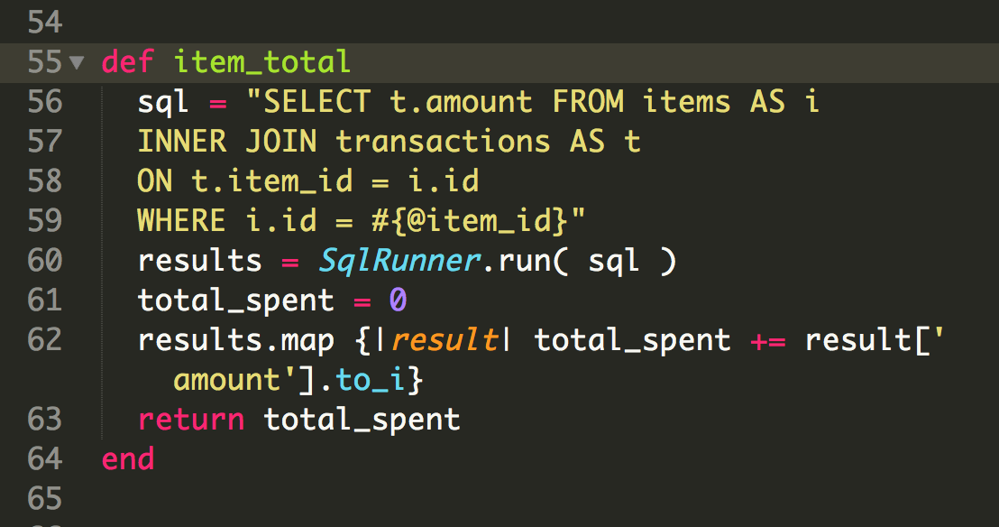 54
55 def item_total
56 sql = "SELECT t.amount FROM items AS i
57 INNER JOIN transactions AS t
58 ON t.item_id = i.id
59 WHERE i.id = #{@item_id}"
60 results = SqlRunner.run( sql )
61 total_spent = 0
62 results.map {|result| total_spent += result['
amount'].to_i}
63 return total_spent
64 end
65